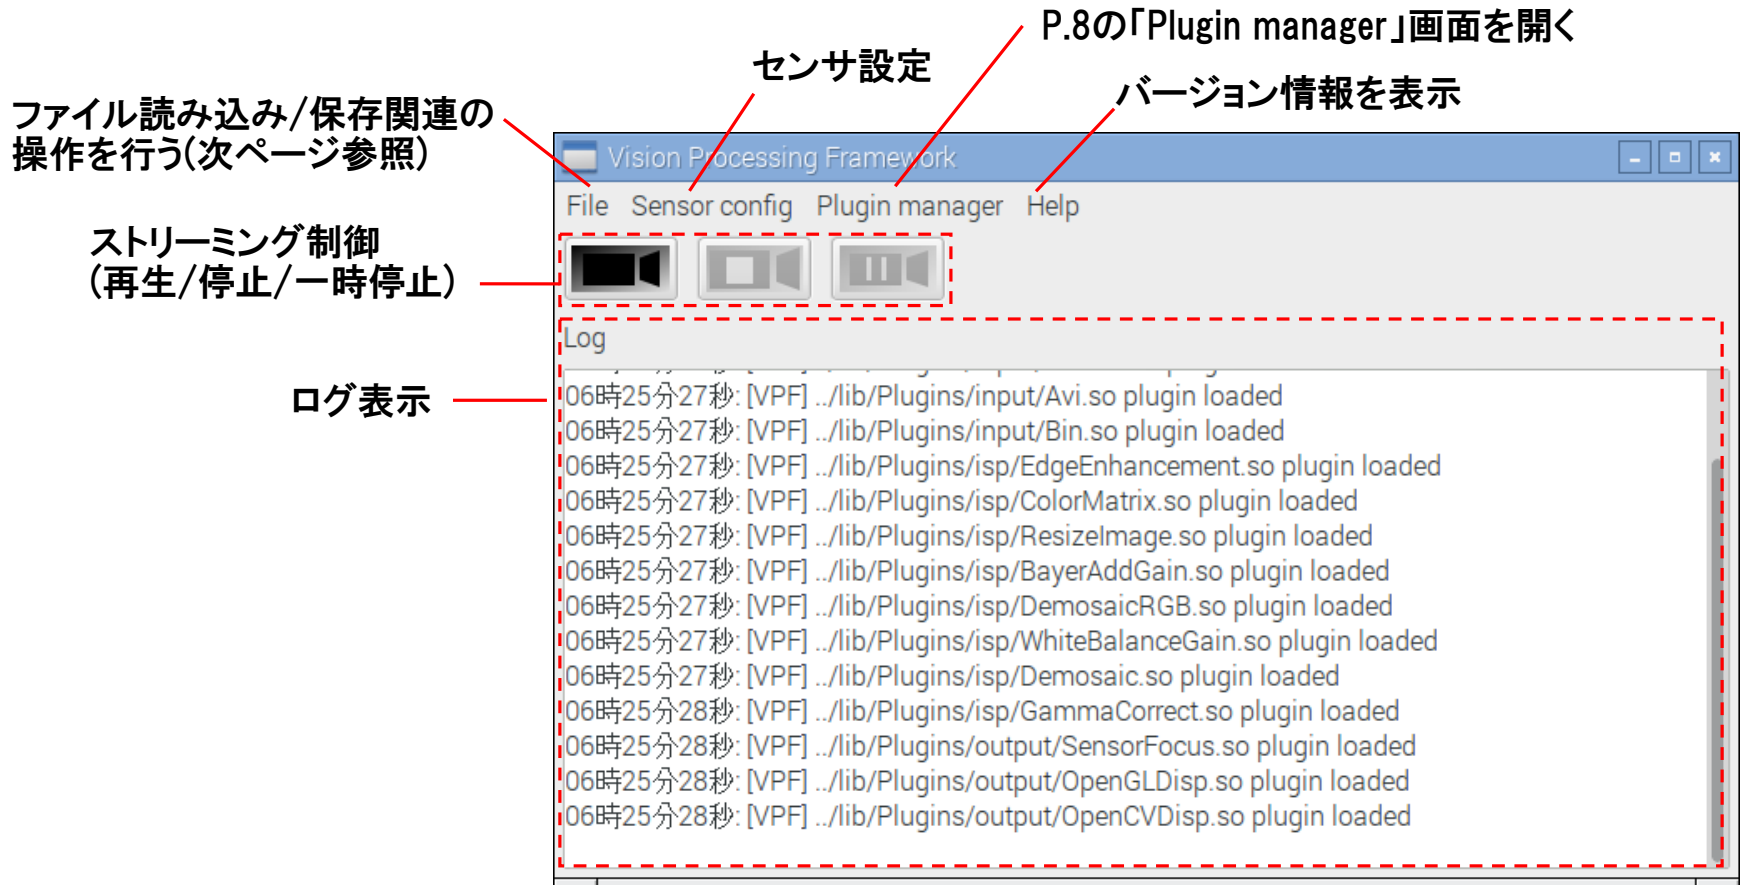 P.8の「Plugin manager」画面を開く
センサ設定
バージョン情報を表示
ファイル読み込み/保存関連の
操作を行う(次ページ参照)
ストリーミング制御
(再生/停止/一時停止)
ログ表示
Vision Processing Framework
File Sensor config Plugin manager Help
Log
06時25分27秒: [VPF] ../lib/Plugins/input/Avi.so plugin loaded
06時25分27秒: [VPF] ../lib/Plugins/input/Bin.so plugin loaded
06時25分27秒: [VPF] ../lib/Plugins/isp/EdgeEnhancement.so plugin loaded
06時25分27秒: [VPF] ../lib/Plugins/isp/ColorMatrix.so plugin loaded
06時25分27秒: [VPF] ../lib/Plugins/isp/ResizeImage.so plugin loaded
06時25分27秒: [VPF] ../lib/Plugins/isp/BayerAddGain.so plugin loaded
06時25分27秒: [VPF] ../lib/Plugins/isp/DemosaicRGB.so plugin loaded
06時25分27秒: [VPF] ../lib/Plugins/isp/WhiteBalanceGain.so plugin loaded
06時25分27秒: [VPF] ../lib/Plugins/isp/Demosaic.so plugin loaded
06時25分28秒: [VPF] ../lib/Plugins/isp/GammaCorrect.so plugin loaded
06時25分28秒: [VPF] ../lib/Plugins/output/SensorFocus.so plugin loaded
06時25分28秒: [VPF] ../lib/Plugins/output/OpenGLDisp.so plugin loaded
06時25分28秒: [VPF] ../lib/Plugins/output/OpenCVDisp.so plugin loaded